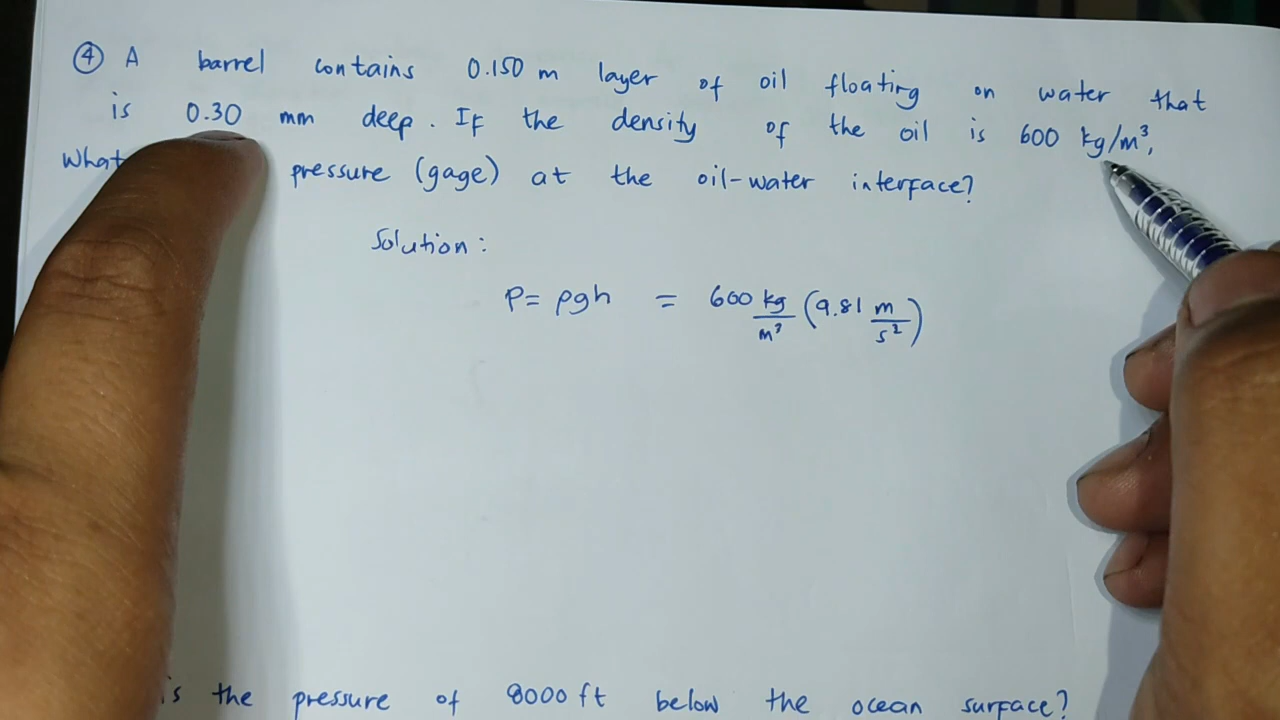 ④ A barrel contains 0.150 m layer of oil floating on water that
is 0.30 mm deep. If the density of the oil is 600 kg/m³,
What pressure (gage) at the oil-water interface?
Solution:
P = ρgh = 600 kg/m³ (9.81 m/s²)
is the pressure of 8000 ft below the ocean surface?